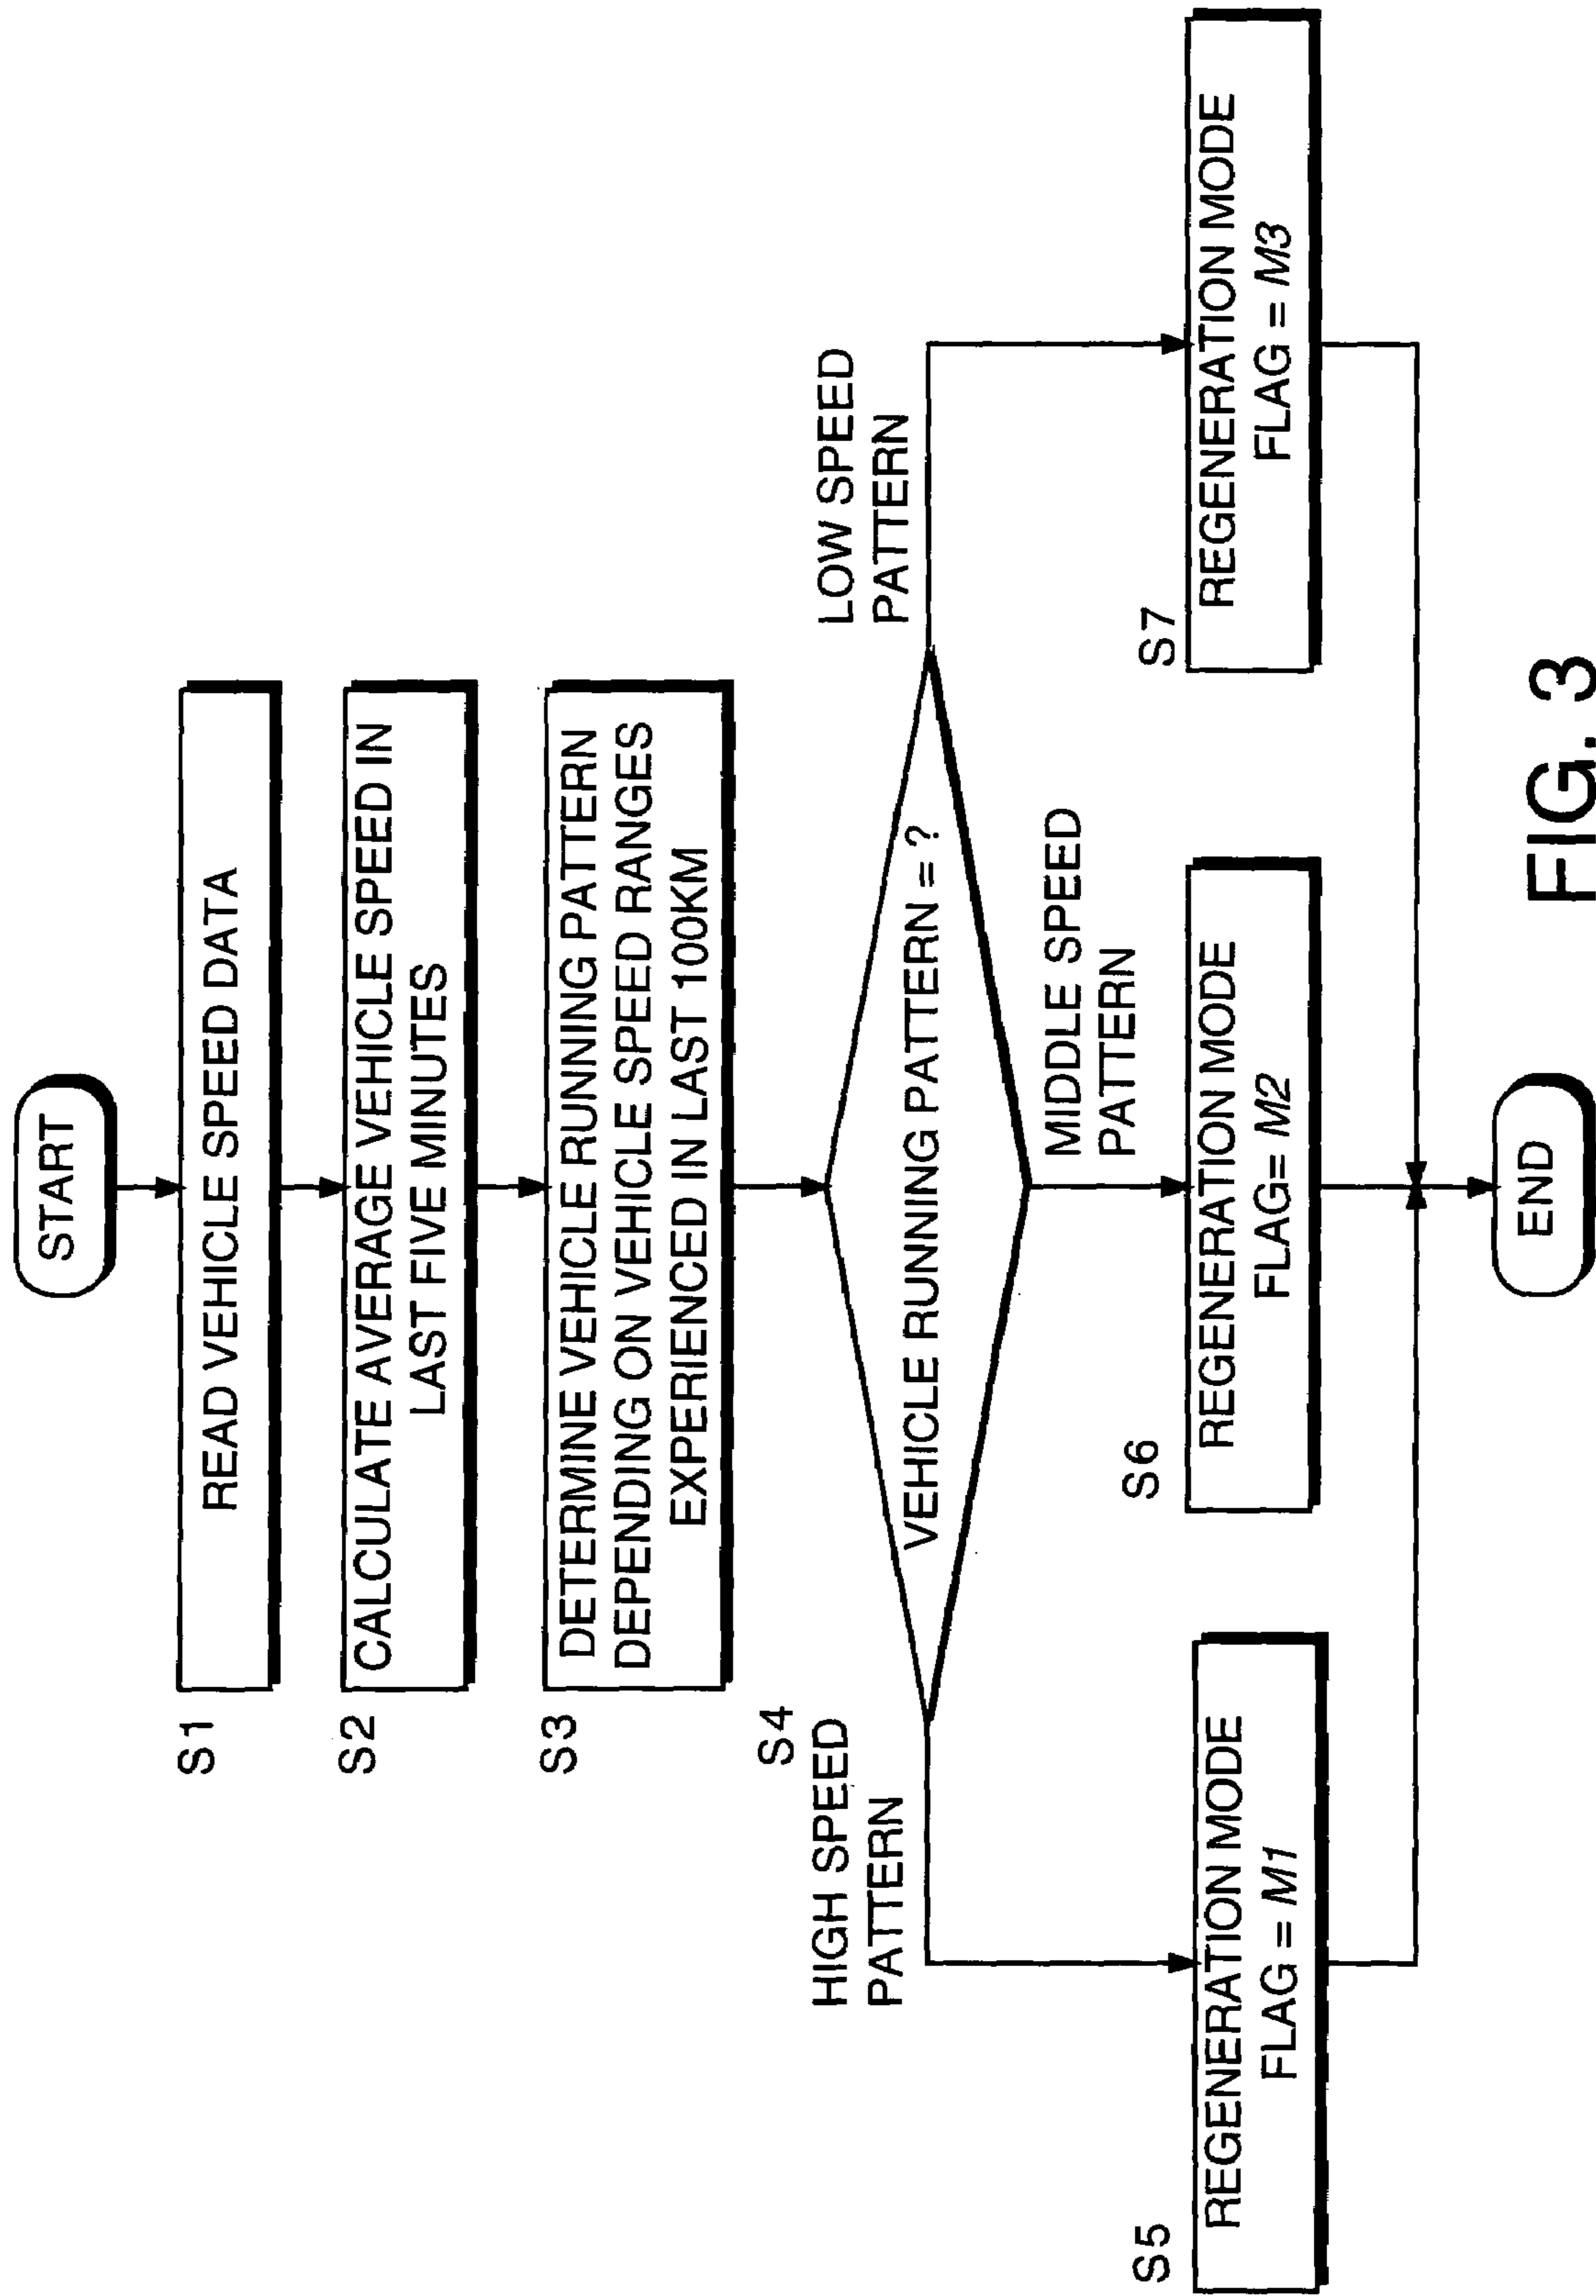 START
S1
READ VEHICLE SPEED DATA
S2
CALCULATE AVERAGE VEHICLE SPEED IN
LAST FIVE MINUTES
S3
DETERMINE VEHICLE RUNNING PATTERN
DEPENDING ON VEHICLE SPEED RANGES
EXPERIENCED IN LAST 100KM
S4
VEHICLE RUNNING PATTERN = ?
HIGH SPEED
PATTERN
MIDDLE SPEED
PATTERN
LOW SPEED
PATTERN
S5
REGENERATION MODE
FLAG = M1
S6
REGENERATION MODE
FLAG= M2
S7
REGENERATION MODE
FLAG = M3
END
FIG. 3